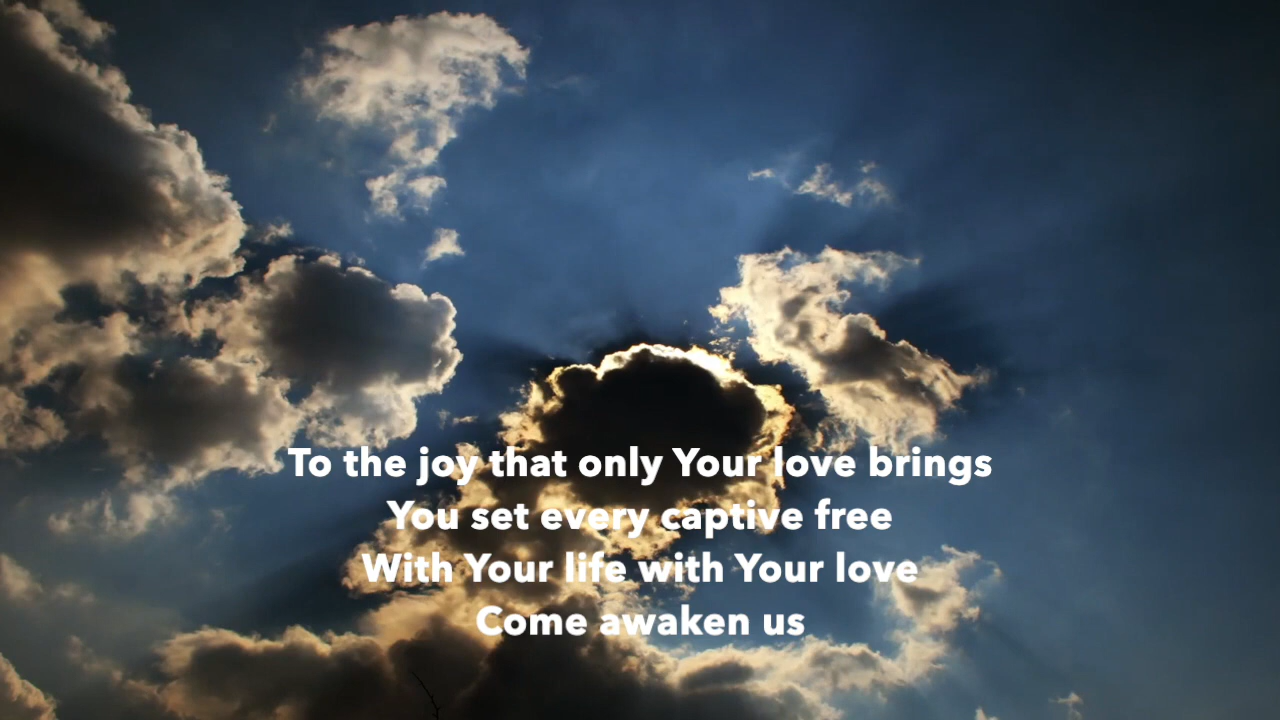 To the joy that only Your love brings
You set every captive free
With Your life with Your love
Come awaken us